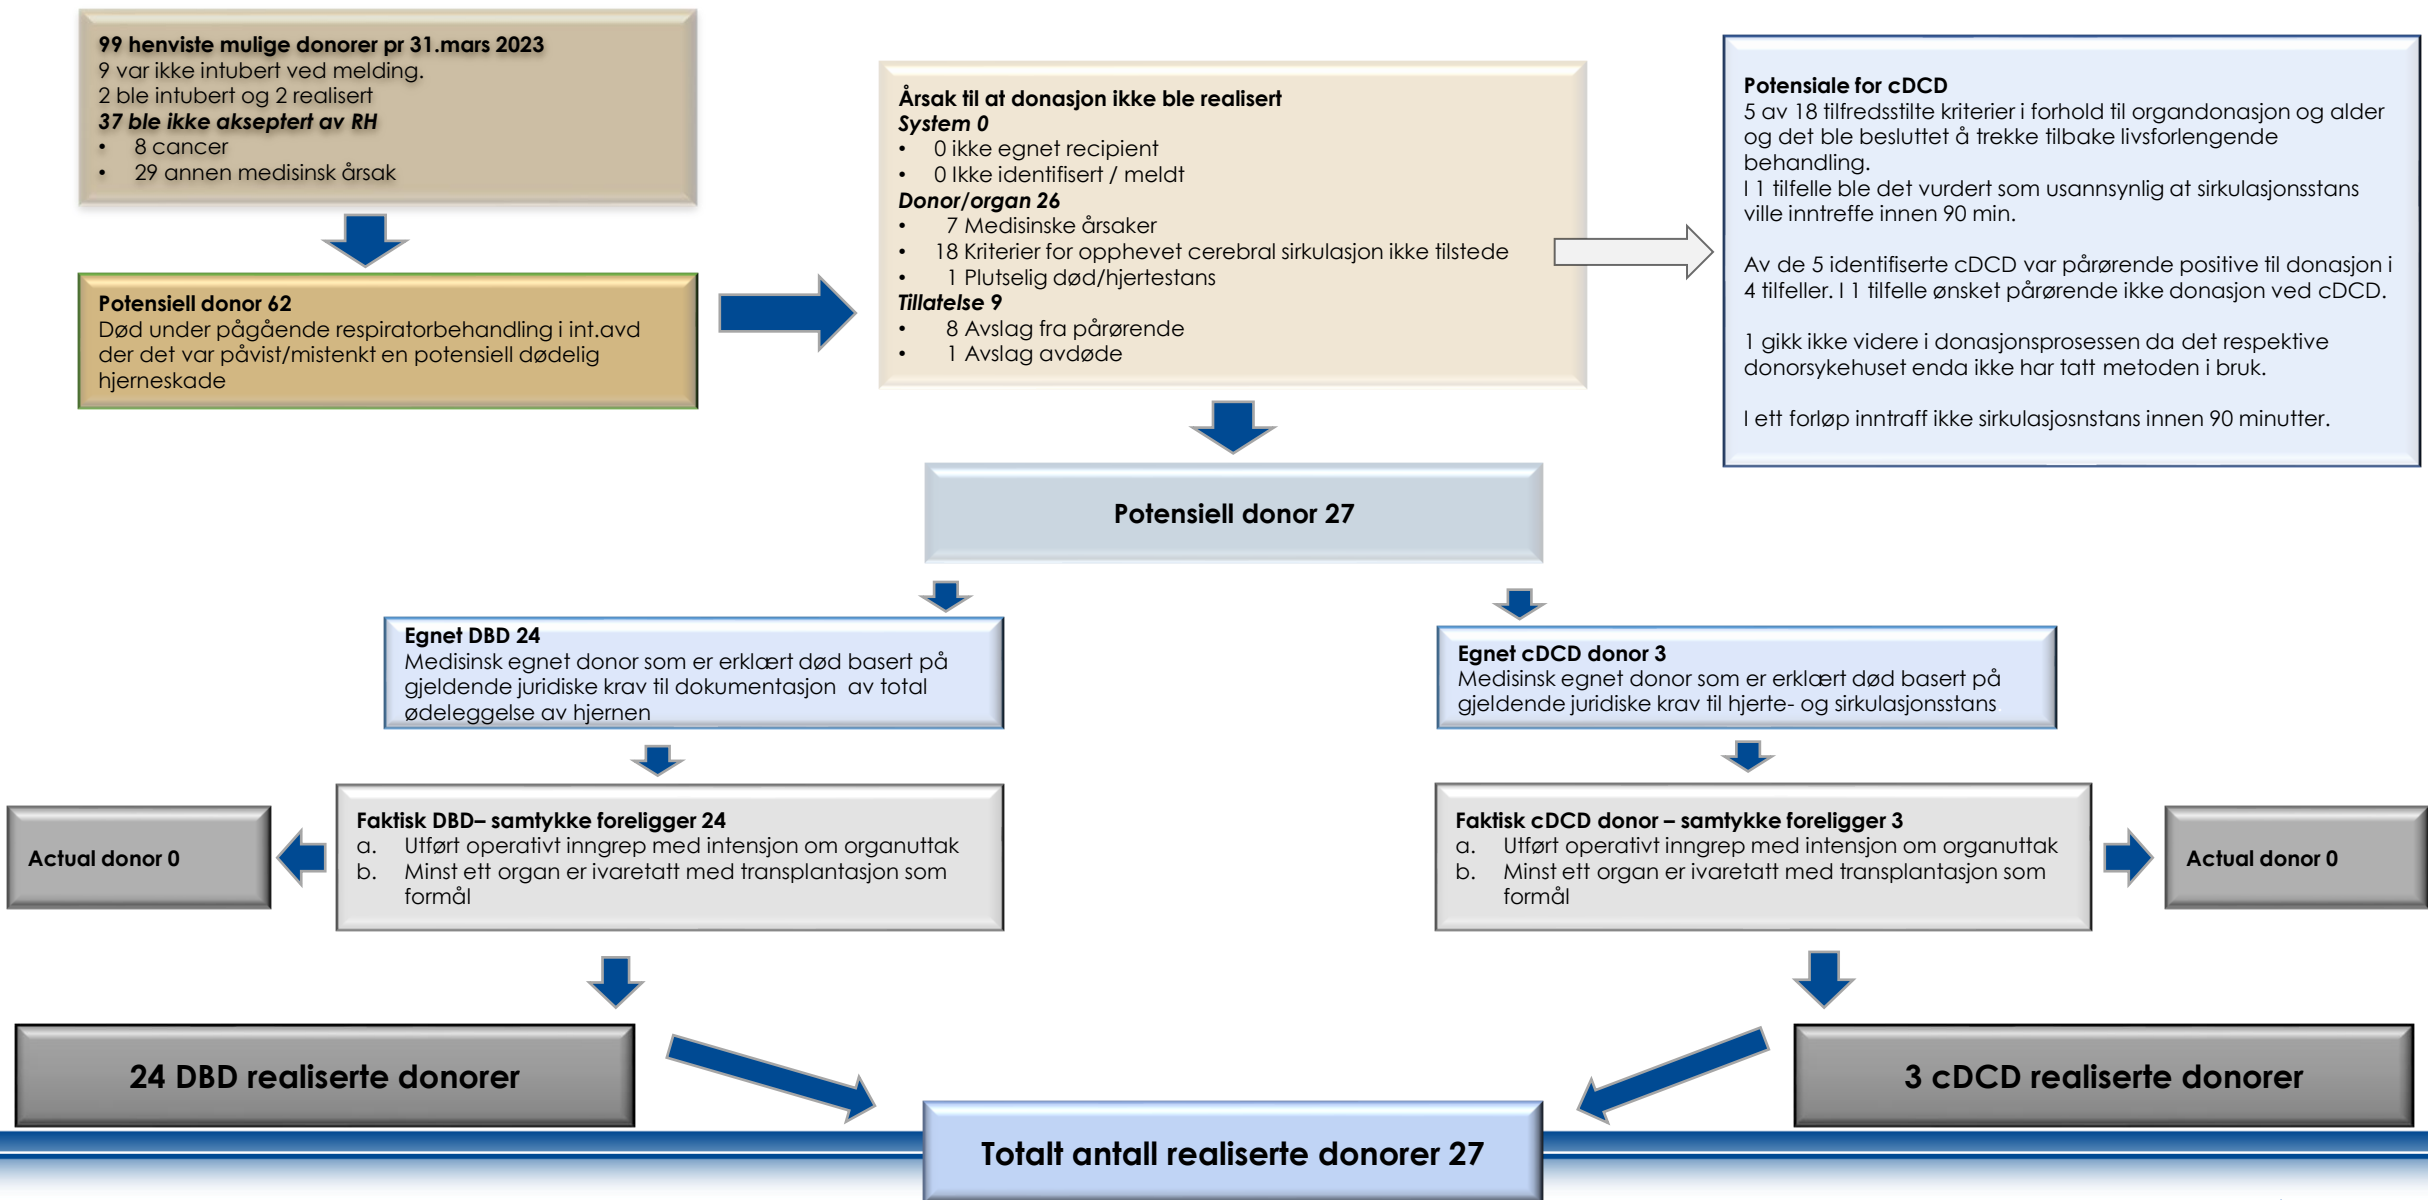 99 henviste mulige donorer pr 31.mars 2023
9 var ikke intubert ved melding.
2 ble intubert og 2 realisert
37 ble ikke akseptert av RH
• 8 cancer
• 29 annen medisinsk årsak
Potensiell donor 62
Død under pågående respiratorbehandling i int.avd
der det var påvist/mistenkt en potensiell dødelig
hjerneskade
Årsak til at donasjon ikke ble realisert
System 0
• 0 ikke egnet recipient
• 0 Ikke identifisert / meldt
Donor/organ 26
• 7 Medisinske årsaker
• 18 Kriterier for opphevet cerebral sirkulasjon ikke tilstede
• 1 Plutselig død/hjertestans
Tillatelse 9
• 8 Avslag fra pårørende
• 1 Avslag avdøde
Potensiale for cDCD
5 av 18 tilfredsstilte kriterier i forhold til organdonasjon og alder
og det ble besluttet å trekke tilbake livsforlengende
behandling.
I 1 tilfelle ble det vurdert som usannsynlig at sirkulasjonsstans
ville inntreffe innen 90 min.
Av de 5 identifiserte cDCD var pårørende positive til donasjon i
4 tilfeller. I 1 tilfelle ønsket pårørende ikke donasjon ved cDCD.
1 gikk ikke videre i donasjonsprosessen da det respektive
donorsykehuset enda ikke har tatt metoden i bruk.
I ett forløp inntraff ikke sirkulasjosnstans innen 90 minutter.
Potensiell donor 27
Egnet DBD 24
Medisinsk egnet donor som er erklært død basert på
gjeldende juridiske krav til dokumentasjon av total
ødeleggelse av hjernen
Egnet cDCD donor 3
Medisinsk egnet donor som er erklært død basert på
gjeldende juridiske krav til hjerte- og sirkulasjonsstans
Actual donor 0
Faktisk DBD– samtykke foreligger 24
a. Utført operativt inngrep med intensjon om organuttak
b. Minst ett organ er ivaretatt med transplantasjon som
formål
Faktisk cDCD donor – samtykke foreligger 3
a. Utført operativt inngrep med intensjon om organuttak
b. Minst ett organ er ivaretatt med transplantasjon som
formål
Actual donor 0
24 DBD realiserte donorer
3 cDCD realiserte donorer
Totalt antall realiserte donorer 27